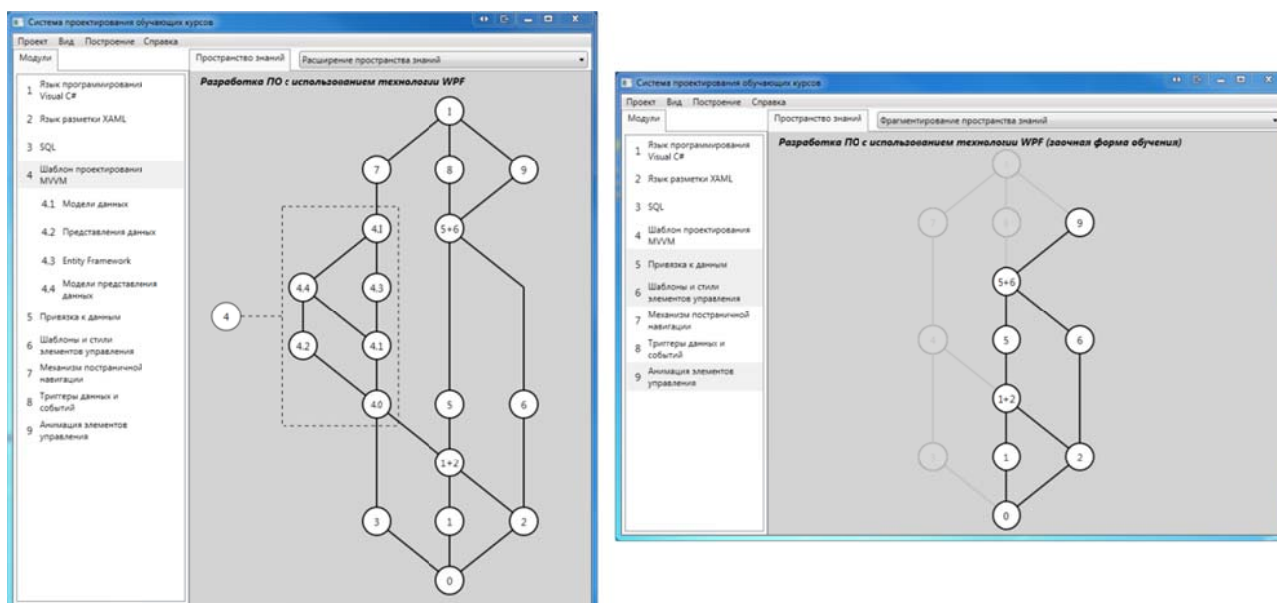 Система проектирования обучающих курсов
Проект Вид Построение Справка
Модули
Пространство знаний
Расширение пространства знаний
1 Язык программирования
Visual C#
2 Язык разметки XAML
3 SQL
4 Шаблон проектирования
MVVM
4.1 Модели данных
4.2 Представления данных
4.3 Entity Framework
4.4 Модели представления
данных
5 Привязка к данным
6 Шаблоны и стили
элементов управления
7 Механизм постраничной
навигации
8 Триггеры данных и
событий
9 Анимация элементов
управления
Разработка ПО с использованием технологии WPF
1
7 8 9
4.1 5+6
4.4 4.3
4
4.2 4.1
4.0 5 6
1+2
3 1 2
0
Система проектирования обучающих курсов
Проект Вид Построение Справка
Модули
Пространство знаний
Фрагментирование пространства знаний
1 Язык программирования
Visual C#
2 Язык разметки XAML
3 SQL
4 Шаблон проектирования
MVVM
5 Привязка к данным
6 Шаблоны и стили
элементов управления
7 Механизм постраничной
навигации
8 Триггеры данных и
событий
9 Анимация элементов
управления
Разработка ПО с использованием технологии WPF (заочная форма обучения)
7 8 9
5+6
4 5 6
1+2
3 1 2
0